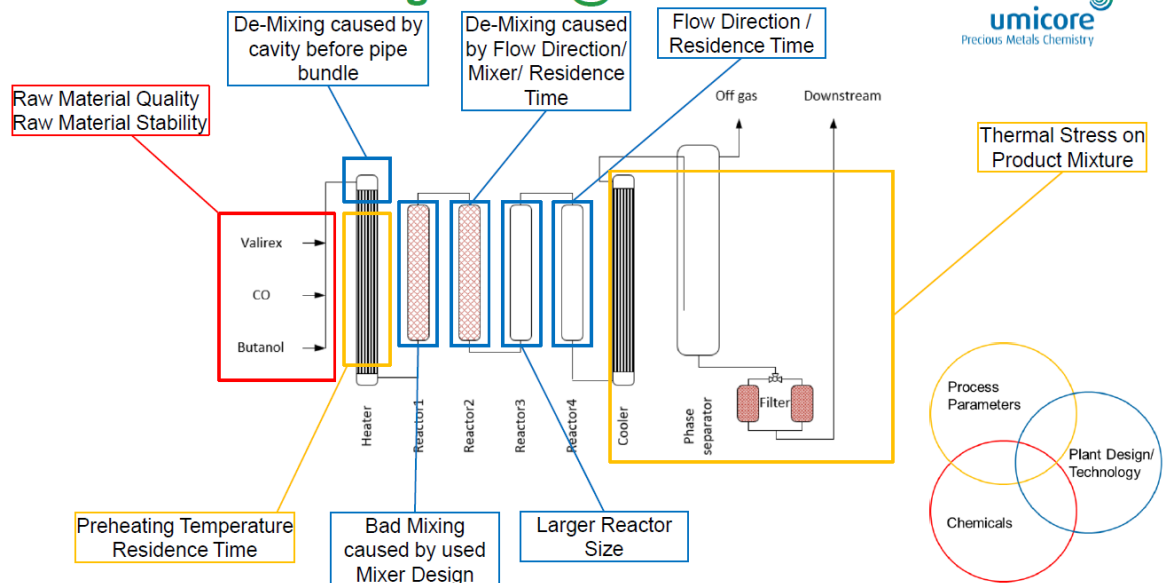 De-Mixing caused by
cavity before pipe
bundle
De-Mixing caused
by Flow Direction/
Mixer/ Residence
Time
Flow Direction /
Residence Time
umicore
Precious Metals Chemistry
Raw Material Quality
Raw Material Stability
Off gas
Downstream
Thermal Stress on
Product Mixture
Valirex
CO
Butanol
Heater
Reactor1
Reactor2
Reactor3
Reactor4
Cooler
Phase
separator
Filter
Process
Parameters
Plant Design/
Technology
Chemicals
Preheating Temperature
Residence Time
Bad Mixing
caused by used
Mixer Design
Larger Reactor
Size